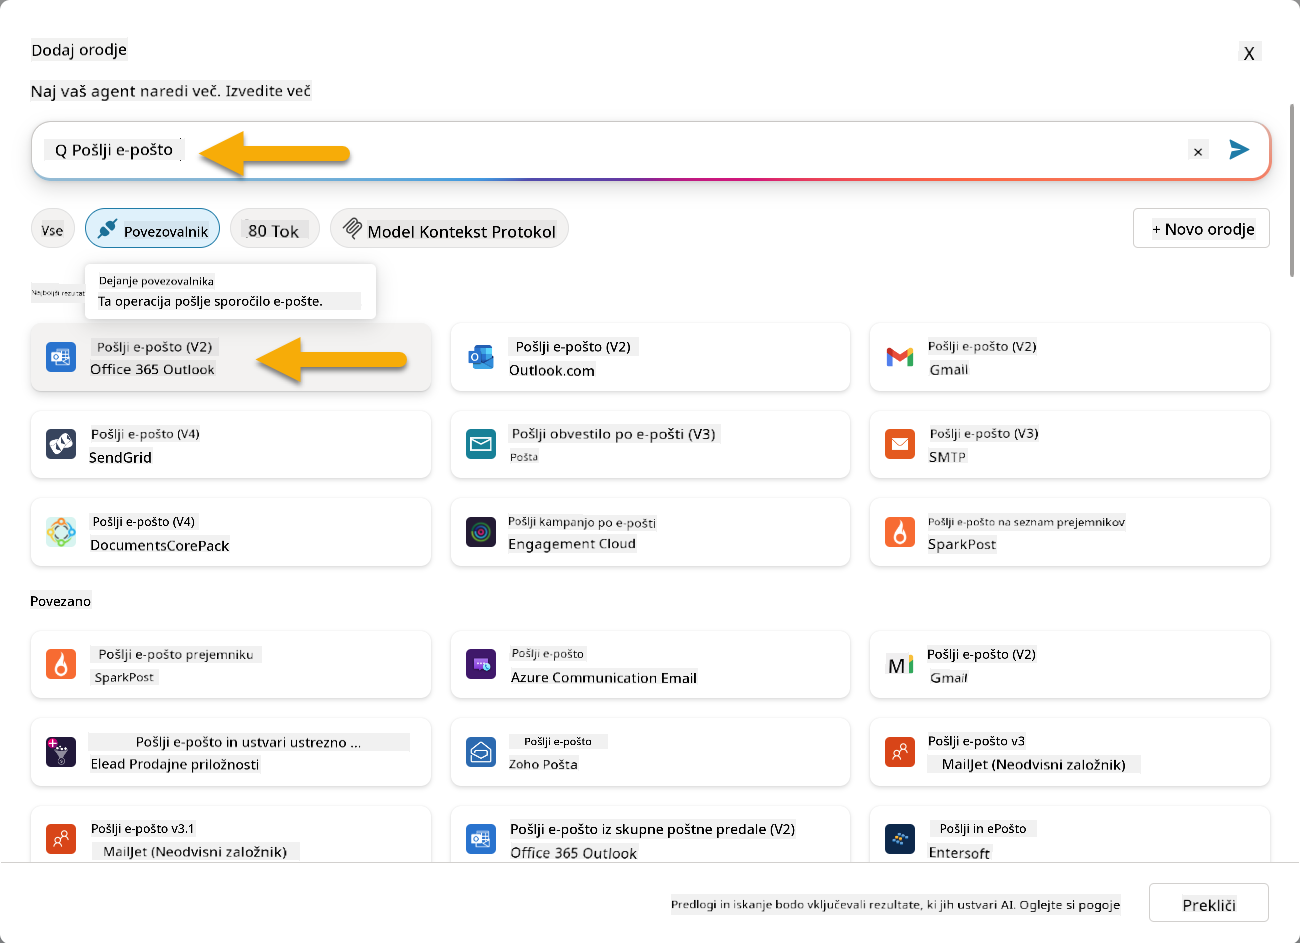 Dodaj orodje
X
Naj vaš agent naredi več. Izvedite več
Q Pošlji e-pošto
×
Vse
Povezovalnik
80 Tok
Model Kontekst Protokol
+ Novo orodje
Dejanje povezovalnika
Ta operacija pošlje sporočilo e-pošte.
Najboljši rezultat
Pošlji e-pošto (V2)
Office 365 Outlook
Pošlji e-pošto (V2)
Outlook.com
Pošlji e-pošto (V2)
Gmail
Pošlji e-pošto (V4)
SendGrid
Pošlji obvestilo po e-pošti (V3)
Pošta
Pošlji e-pošto (V3)
SMTP
Pošlji e-pošto (V4)
DocumentsCorePack
Pošlji kampanjo po e-pošti
Engagement Cloud
Pošlji e-pošto na seznam prejemnikov
SparkPost
Povezano
Pošlji e-pošto prejemniku
SparkPost
Pošlji e-pošto
Azure Communication Email
Pošlji e-pošto (V2)
Gmail
Pošlji e-pošto in ustvari ustrezno ...
Elead Prodajne priložnosti
Pošlji e-pošto
Zoho Pošta
Pošlji e-pošto v3
MailJet (Neodvisni založnik)
Pošlji e-pošto v3.1
MailJet (Neodvisni založnik)
Pošlji e-pošto iz skupne poštne predale (V2)
Office 365 Outlook
Pošlji in ePošto
Entersoft
Predlogi in iskanje bodo vključevali rezultate, ki jih ustvari AI. Oglejte si pogoje
Prekliči